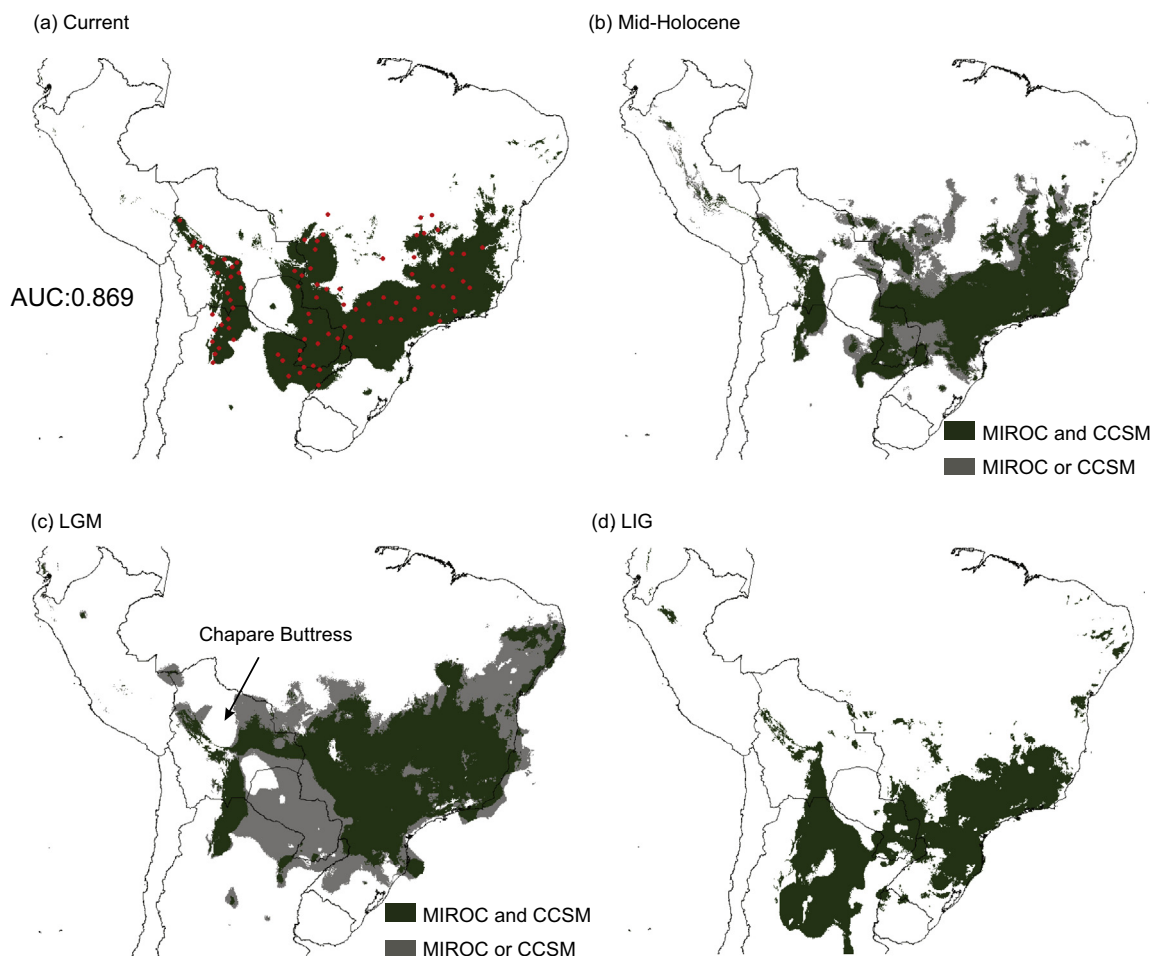 (a) Current
(b) Mid-Holocene
AUC:0.869
MIROC and CCSM
MIROC or CCSM
(c) LGM
(d) LIG
Chapare Buttress
MIROC and CCSM
MIROC or CCSM